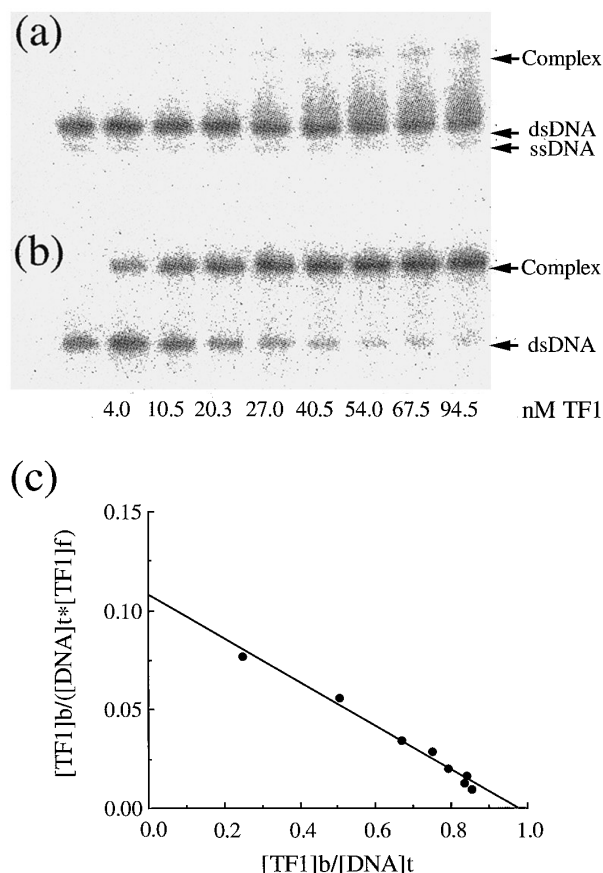 (a)
Complex
dsDNA
ssDNA
(b)
Complex
dsDNA
4.0 10.5 20.3 27.0 40.5 54.0 67.5 94.5 nM TF1
(c)
[TF1]b/([DNA]t*[TF1]f)
0.15
0.10
0.05
0.00
0.0 0.2 0.4 0.6 0.8 1.0
[TF1]b/[DNA]t